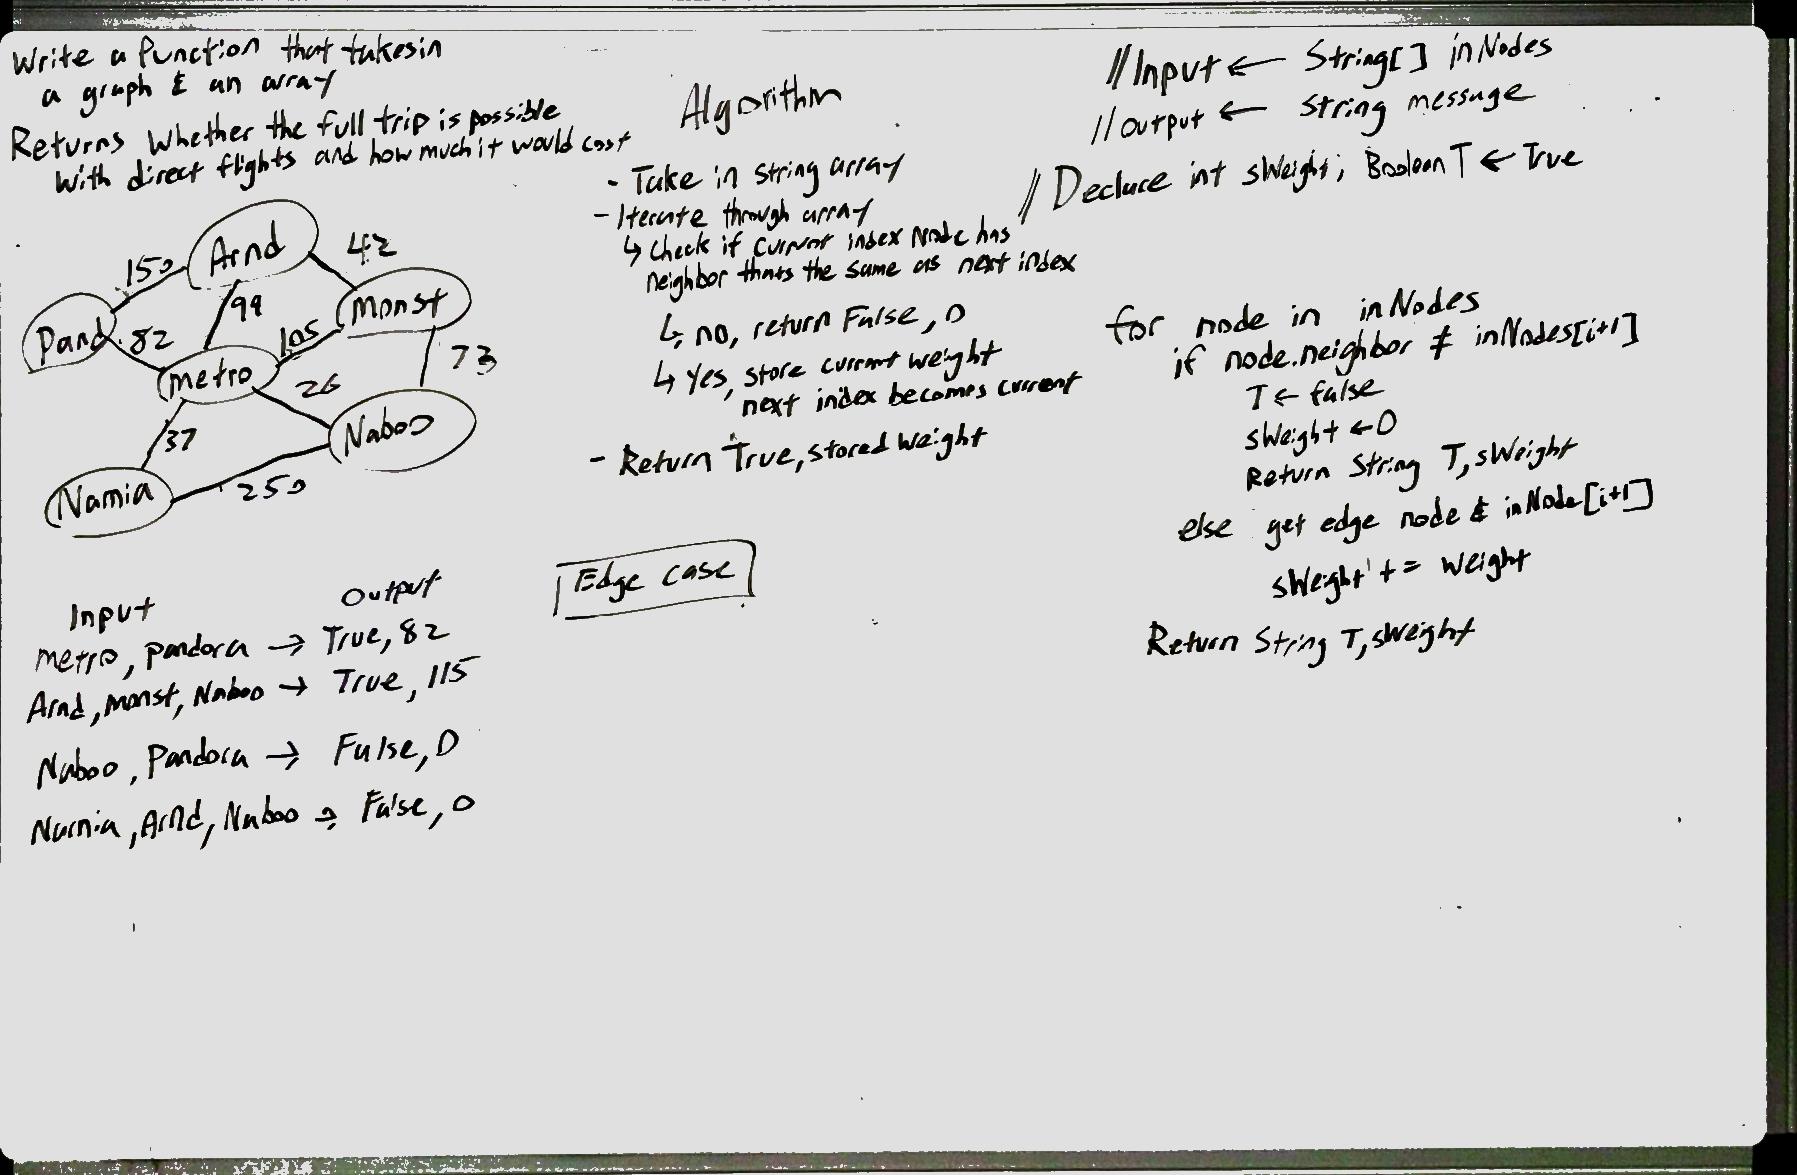 Write a function that takes in
a graph & an array
Returns whether the full trip is possible
with direct flights and how much it would cost
Arnd
150
42
Pand
99
Monst
82
105
Metro
26
73
37
Naboo
Narnia
250
Input
Output
Metro, Pandora → True, 82
Arnd, Monst, Naboo → True, 115
Naboo, Pandora → False, 0
Narnia, Arnd, Naboo → False, 0
Algorithm
- Take in string array
- Iterate through array
↳ Check if current index Node has
neighbor thats the same as next index
↳ no, return False, 0
↳ Yes, store current weight
next index becomes current
- Return True, stored weight
Edge case
// Input ← String[] inNodes
// Output ← String message
// Declare int sWeight; Boolean T ← True
for node in inNodes
if node.neighbor ≠ inNodes[i+1]
T ← false
sWeight ← 0
Return String T, sWeight
else get edge node & inNode[i+1]
sWeight += weight
Return String T, sWeight